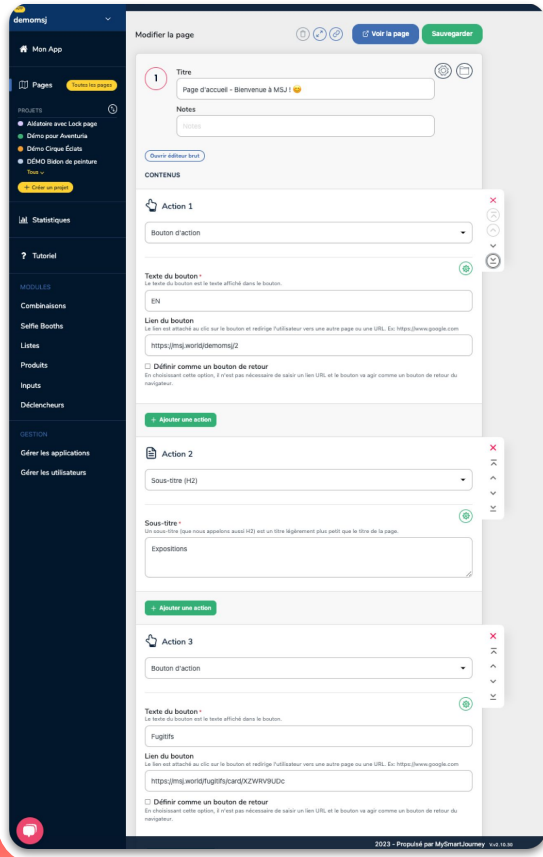 demomsj
Mon App
Pages
Toutes les pages
PROJETS
Aléatoire avec Lock page
Démo pour Aventuria
Démo Cirque Éclats
DÉMO Bidon de peinture
Tous
+ Créer un projet
Statistiques
? Tutoriel
MODULES
Combinaisons
Selfie Booths
Listes
Produits
Inputs
Déclencheurs
GESTION
Gérer les applications
Gérer les utilisateurs
Modifier la page
Voir la page
Sauvegarder
1
Titre
Page d'accueil - Bienvenue à MSJ ! 😊
Notes
notes
Ouvrir éditeur brut
CONTENUS
Action 1
Bouton d'action
Texte du bouton *
Le texte du bouton est le texte affiché dans le bouton.
EN
Lien du bouton
Le lien est attaché au clic sur le bouton et redirige l'utilisateur vers une autre page ou une URL. Ex: https://www.google.com
https://msj.world/demomsj/2
Définir comme un bouton de retour
En choisissant cette option, il n'est pas nécessaire de saisir un lien URL et le bouton va agir comme un bouton de retour du
navigateur.
+ Ajouter une action
Action 2
Sous-titre (H2)
Sous-titre *
Un sous-titre (que nous appelons aussi H2) est un titre légèrement plus petit que le titre de la page.
Expositions
+ Ajouter une action
Action 3
Bouton d'action
Texte du bouton *
Le texte du bouton est le texte affiché dans le bouton.
Fugitifs
Lien du bouton
Le lien est attaché au clic sur le bouton et redirige l'utilisateur vers une autre page ou une URL. Ex: https://www.google.com
https://msj.world/fugitifs/card/XZWRV9UDc
Définir comme un bouton de retour
En choisissant cette option, il n'est pas nécessaire de saisir un lien URL et le bouton va agir comme un bouton de retour du
navigateur.
2023 - Propulsé par MySmartJourney V.v2.10.30